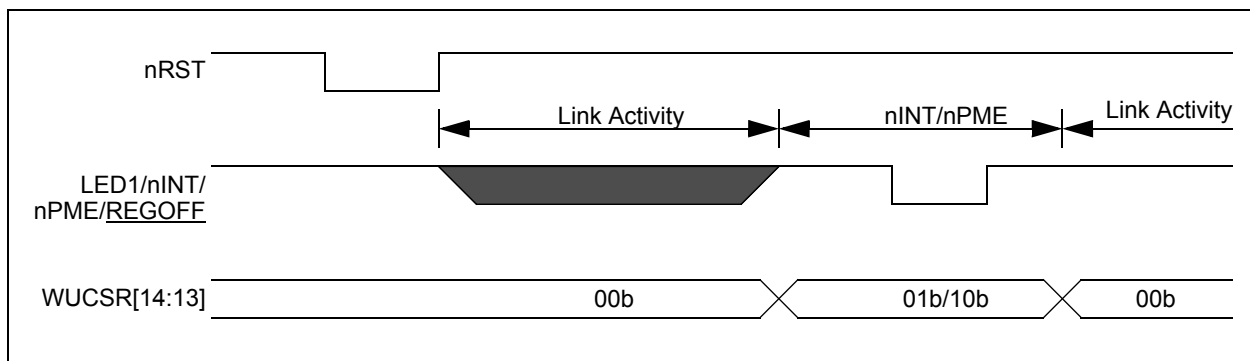 nRST
Link Activity
nINT/nPME
Link Activity
LED1/nINT/
nPME/REGOFF
WUCSR[14:13]
00b
01b/10b
00b